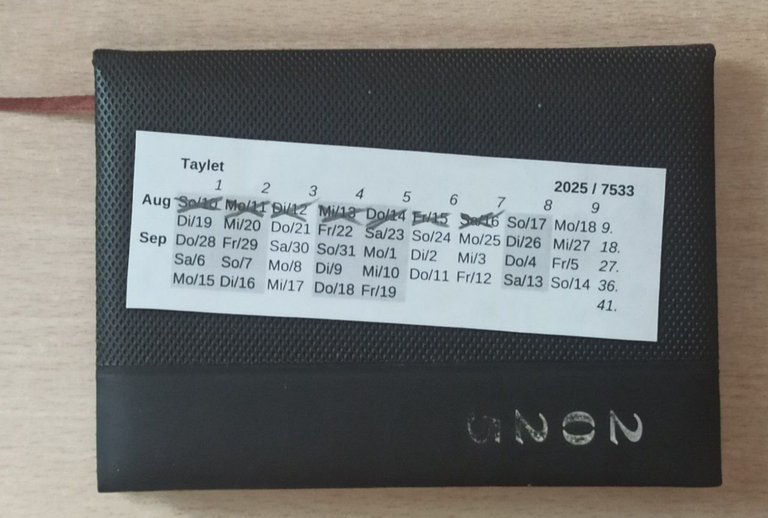 Taylet
2025 / 7533
1 2 3 4 5 6 7 8 9
Aug So/10 Mo/11 Di/12 Mi/13 Do/14 Fr/15 Sa/16 So/17 Mo/18 9.
Di/19 Mi/20 Do/21 Fr/22 Sa/23 So/24 Mo/25 Di/26 Mi/27 18.
Sep Do/28 Fr/29 Sa/30 So/31 Mo/1 Di/2 Mi/3 Do/4 Fr/5 27.
Sa/6 So/7 Mo/8 Di/9 Mi/10 Do/11 Fr/12 Sa/13 So/14 36.
Mo/15 Di/16 Mi/17 Do/18 Fr/19 41.
2025